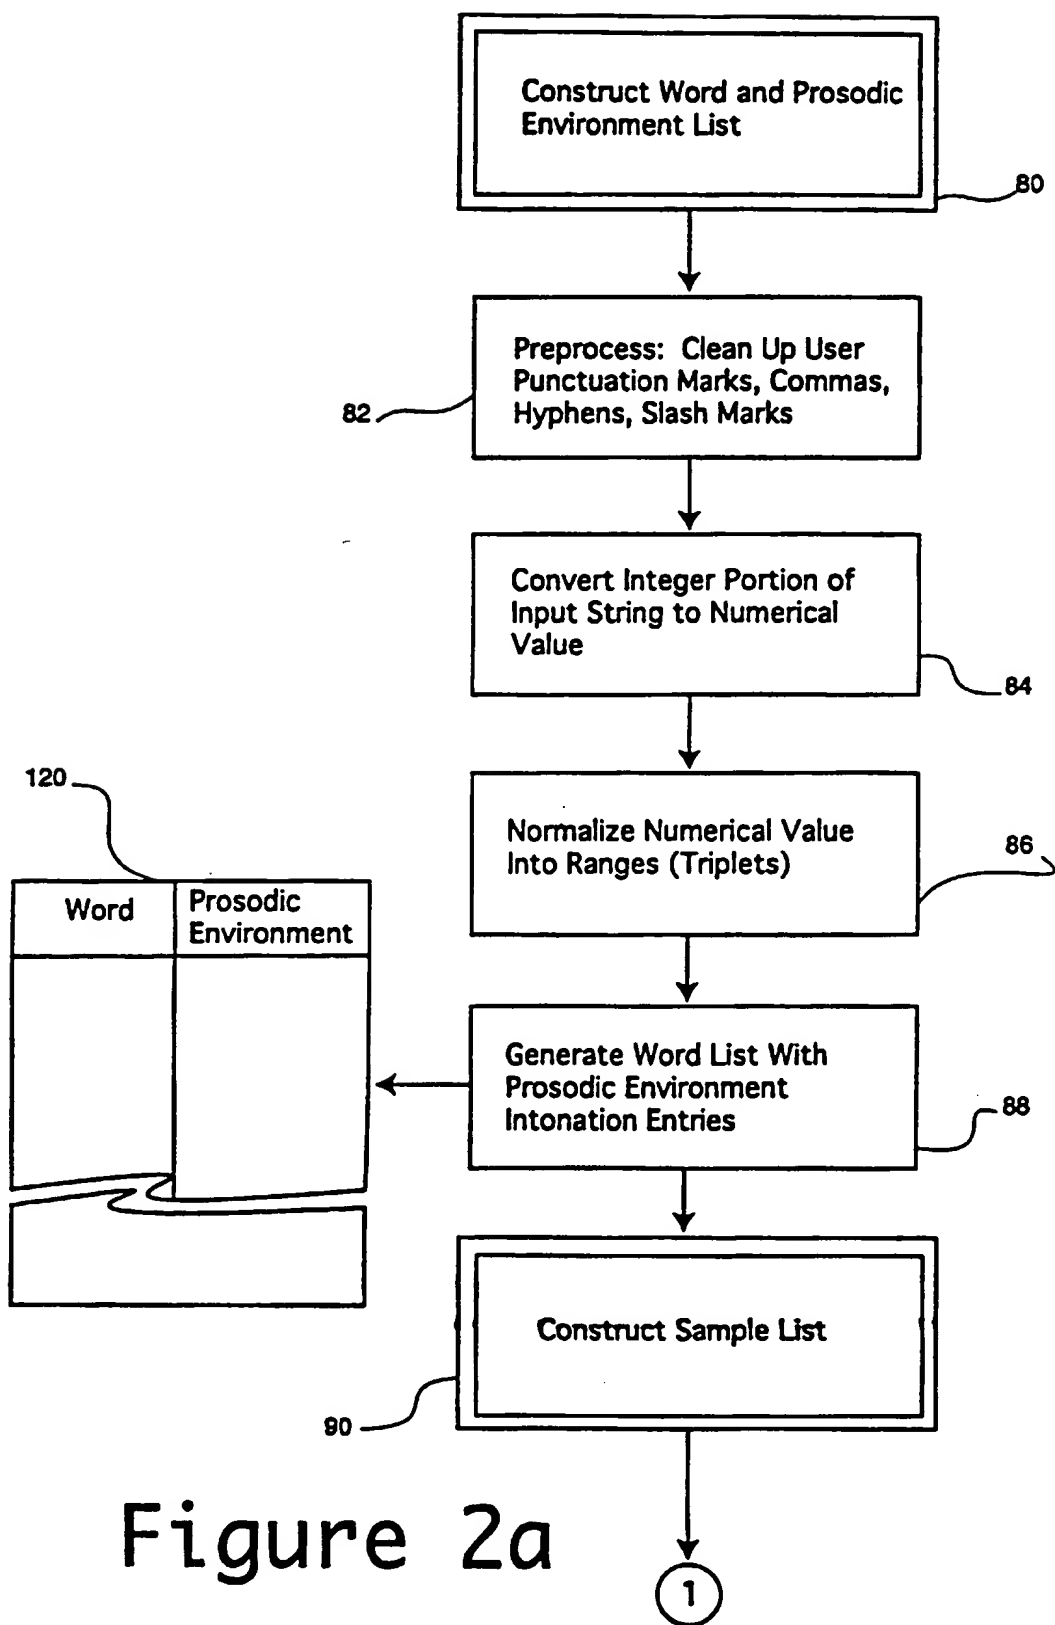 Construct Word and Prosodic
Environment List
80
Preprocess: Clean Up User
Punctuation Marks, Commas,
Hyphens, Slash Marks
82
Convert Integer Portion of
Input String to Numerical
Value
84
120
Normalize Numerical Value
Into Ranges (Triplets)
86
Word
Prosodic
Environment
Generate Word List With
Prosodic Environment
Intonation Entries
88
Construct Sample List
90
Figure 2a
1